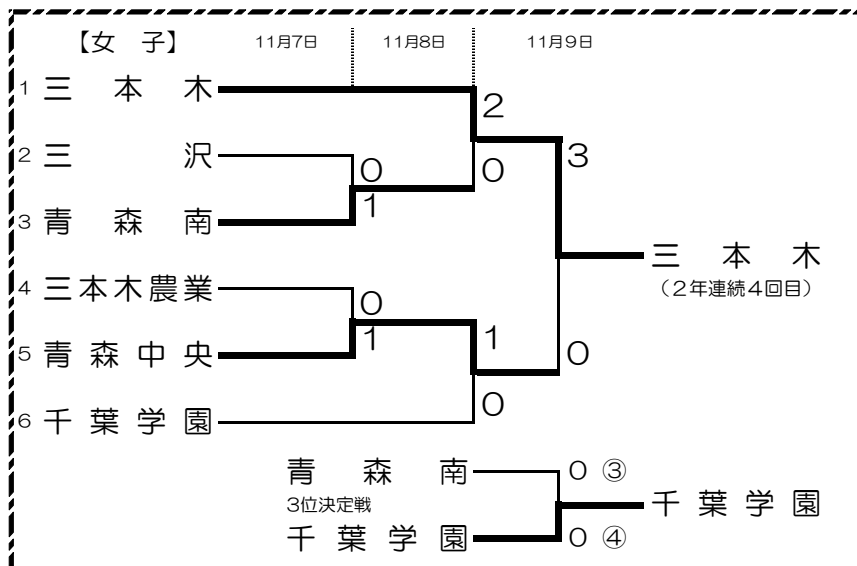 【女 子】 11月7日 11月8日 11月9日
1 三本木
2
2 三沢
0
0
3
3 青森南
1
三本木
(2年連続4回目)
4 三本木農業
0
1
1
0
5 青森中央
0
6 千葉学園
青森南 0 ③
3位決定戦
千葉学園
千葉学園 0 ④